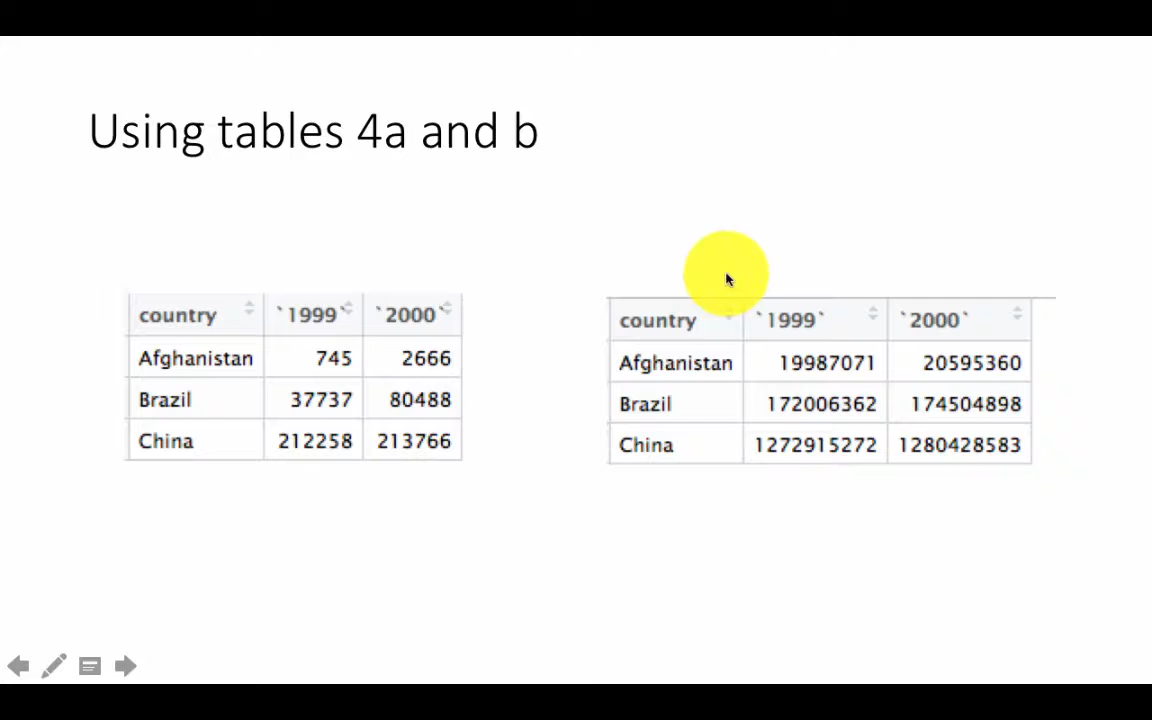 Using tables 4a and b
country `1999` `2000`
Afghanistan 745 2666
Brazil 37737 80488
China 212258 213766
country `1999` `2000`
Afghanistan 19987071 20595360
Brazil 172006362 174504898
China 1272915272 1280428583